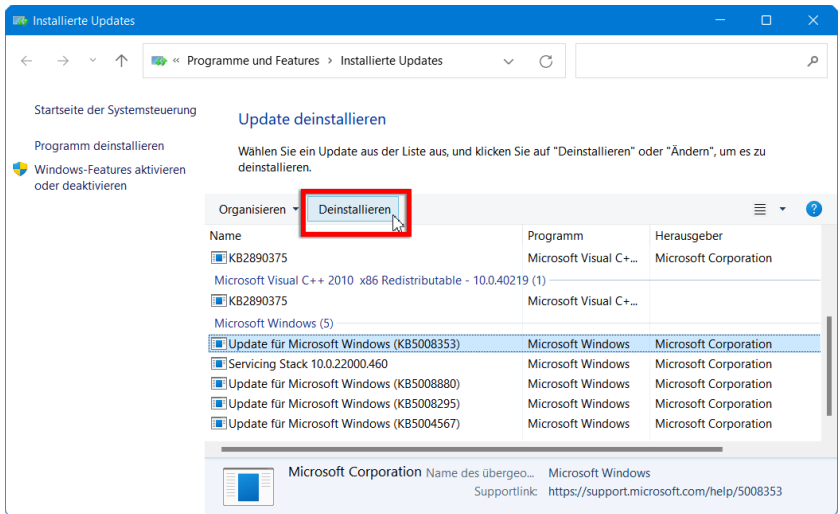 Installierte Updates
« Programme und Features › Installierte Updates
Startseite der Systemsteuerung
Programm deinstallieren
Windows-Features aktivieren
oder deaktivieren
Update deinstallieren
Wählen Sie ein Update aus der Liste aus, und klicken Sie auf "Deinstallieren" oder "Ändern", um es zu
deinstallieren.
Organisieren Deinstallieren
Name Programm Herausgeber
KB2890375 Microsoft Visual C+... Microsoft Corporation
Microsoft Visual C++ 2010 x86 Redistributable - 10.0.40219 (1)
KB2890375 Microsoft Visual C+...
Microsoft Windows (5)
Update für Microsoft Windows (KB5008353) Microsoft Windows Microsoft Corporation
Servicing Stack 10.0.22000.460 Microsoft Windows Microsoft Corporation
Update für Microsoft Windows (KB5008880) Microsoft Windows Microsoft Corporation
Update für Microsoft Windows (KB5008295) Microsoft Windows Microsoft Corporation
Update für Microsoft Windows (KB5004567) Microsoft Windows Microsoft Corporation
Microsoft Corporation Name des übergeo... Microsoft Windows
Supportlink: https://support.microsoft.com/help/5008353